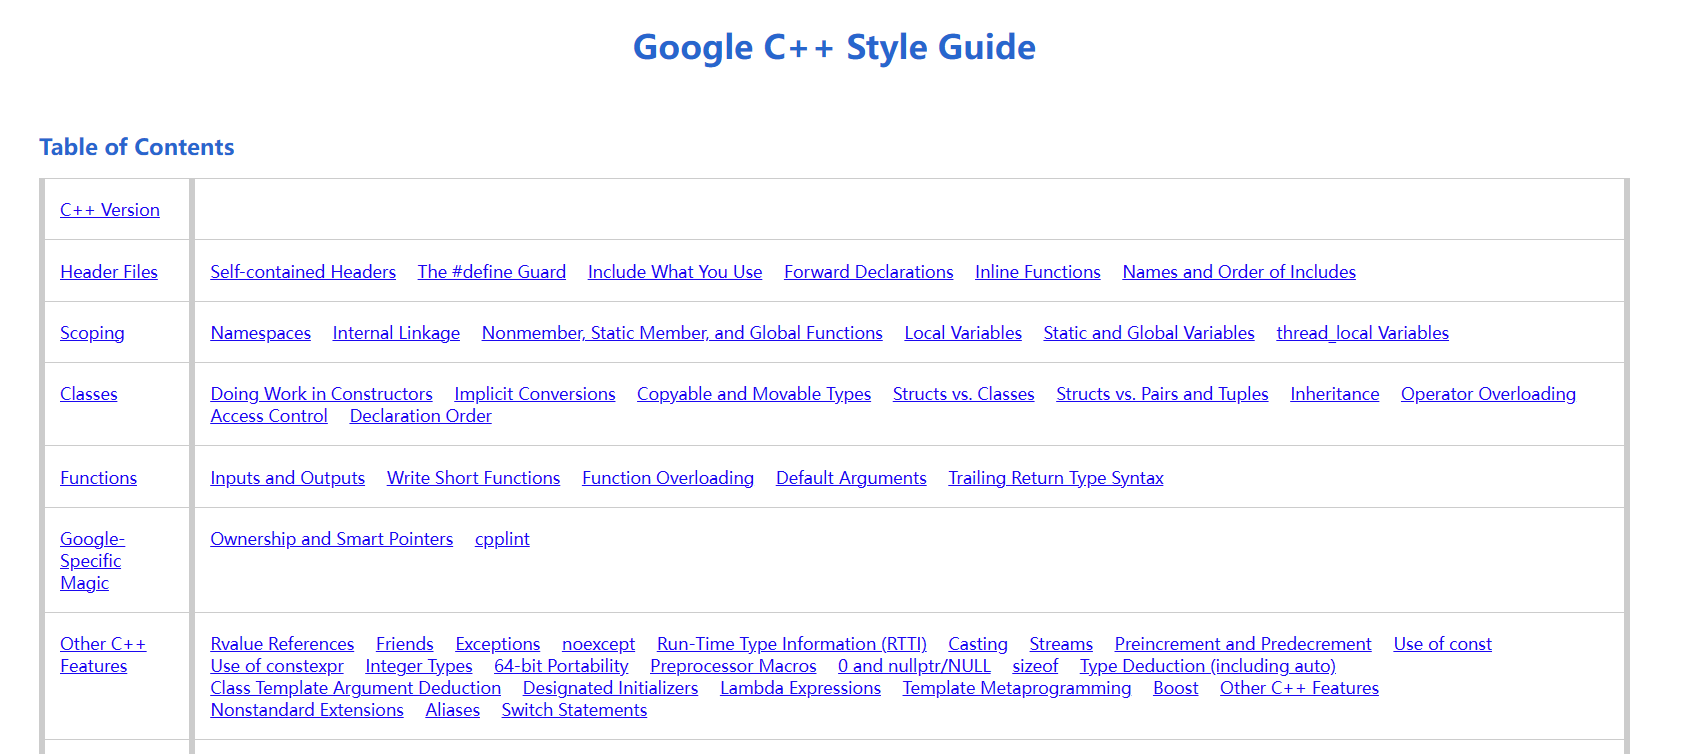 Google C++ Style Guide
Table of Contents
C++ Version
Header Files
Self-contained Headers The #define Guard Include What You Use Forward Declarations Inline Functions Names and Order of Includes
Scoping
Namespaces Internal Linkage Nonmember, Static Member, and Global Functions Local Variables Static and Global Variables thread_local Variables
Classes
Doing Work in Constructors Implicit Conversions Copyable and Movable Types Structs vs. Classes Structs vs. Pairs and Tuples Inheritance Operator Overloading
Access Control Declaration Order
Functions
Inputs and Outputs Write Short Functions Function Overloading Default Arguments Trailing Return Type Syntax
Google-
Specific
Magic
Ownership and Smart Pointers cpplint
Other C++
Features
Rvalue References Friends Exceptions noexcept Run-Time Type Information (RTTI) Casting Streams Preincrement and Predecrement Use of const
Use of constexpr Integer Types 64-bit Portability Preprocessor Macros 0 and nullptr/NULL sizeof Type Deduction (including auto)
Class Template Argument Deduction Designated Initializers Lambda Expressions Template Metaprogramming Boost Other C++ Features
Nonstandard Extensions Aliases Switch Statements